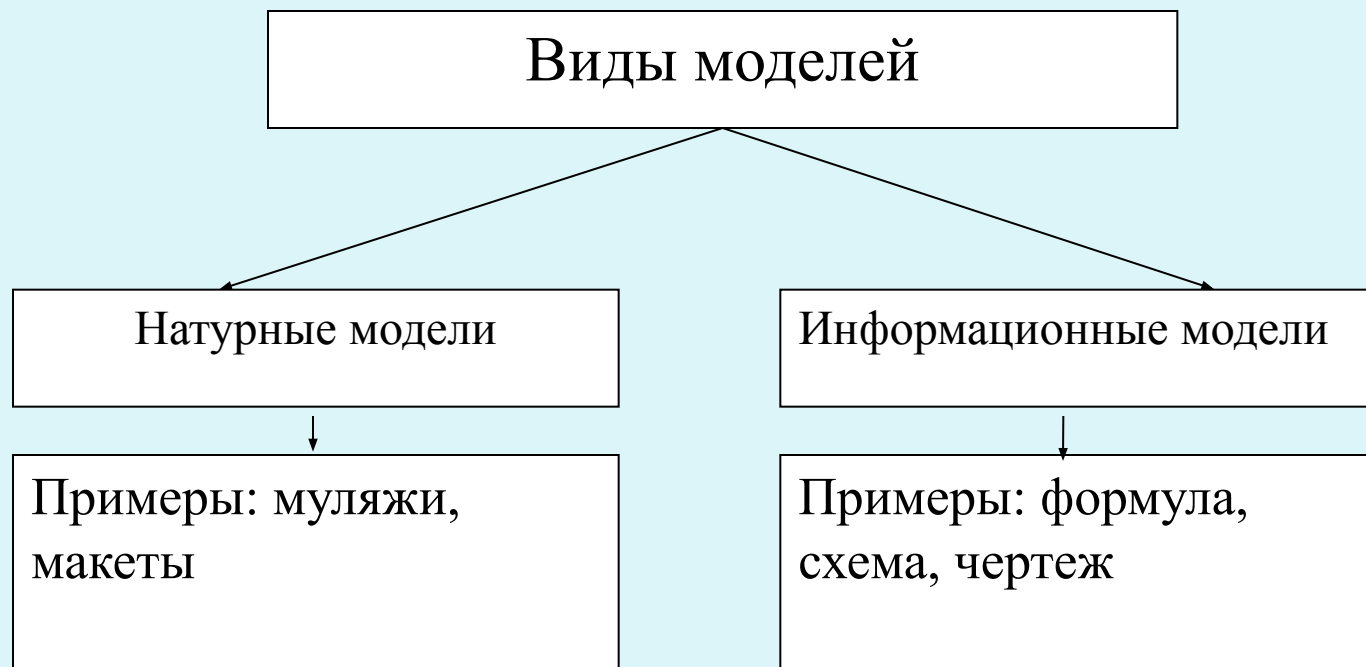 Виды моделей
Натурные модели
Информационные модели
Примеры: муляжи,
макеты
Примеры: формула,
схема, чертеж